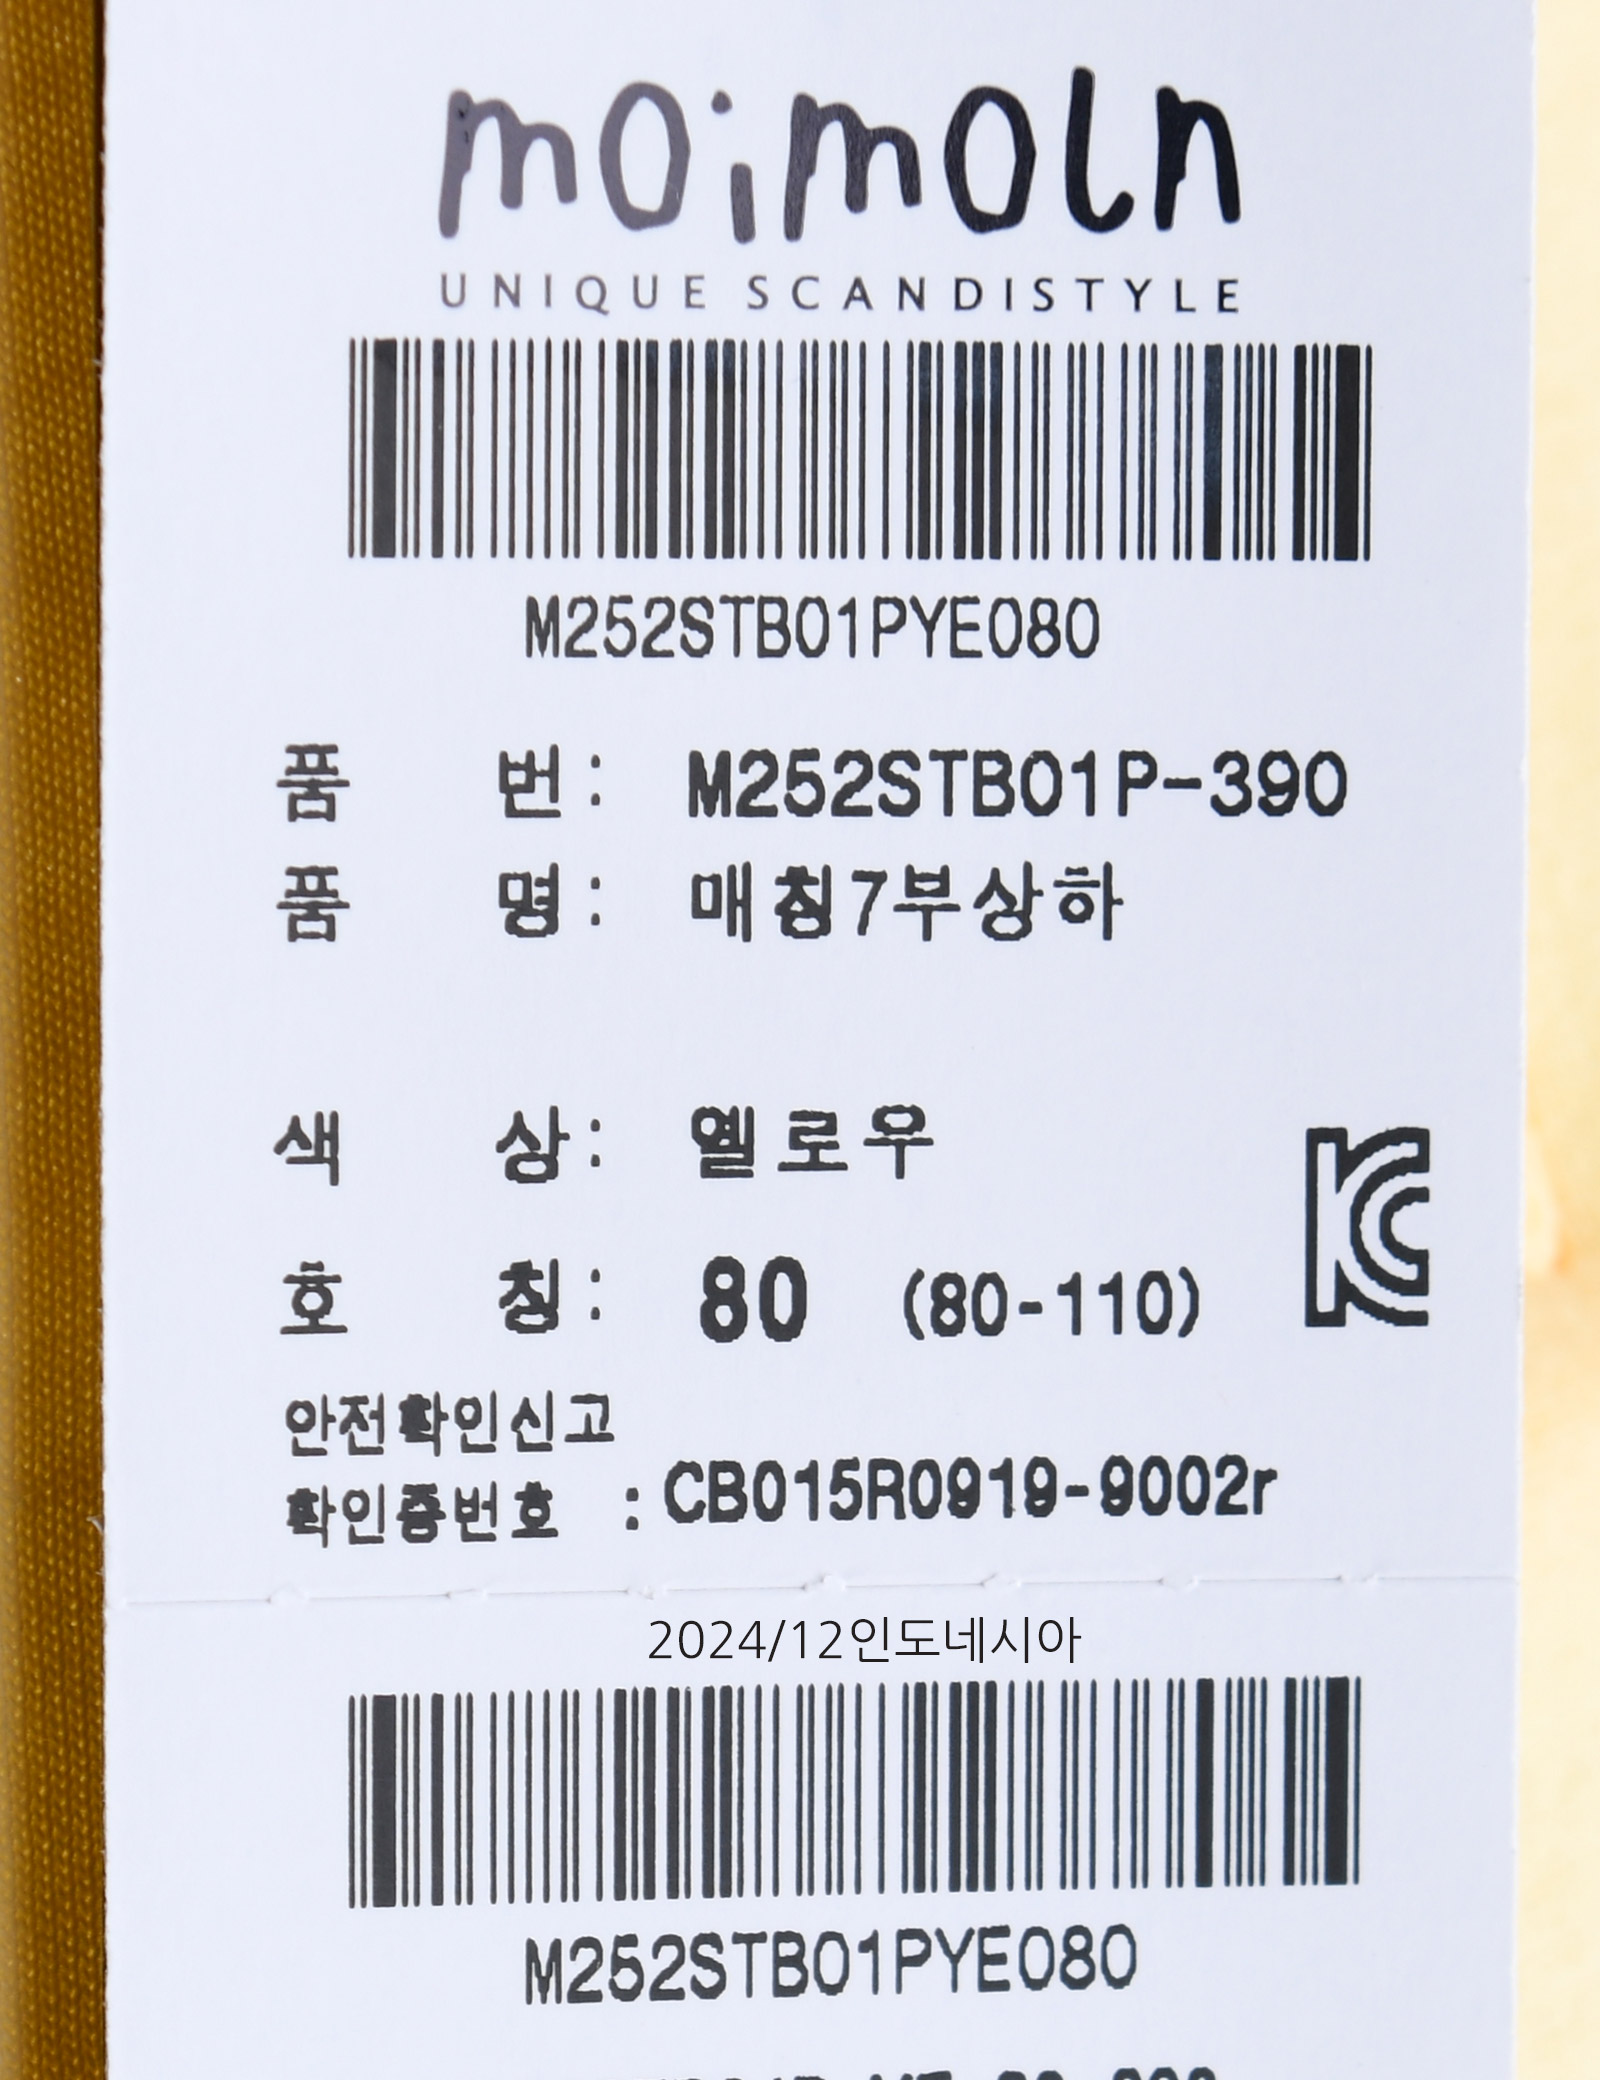 moimoln
UNIQUE SCANDISTYLE
M252STB01PYE080
품 번: M252STB01P-390
품 명: 매칭7부상하
색 상: 옐로우
호 칭: 80 (80-110)
안전확인신고
확인증번호 : CB015R0919-9002r
2024/12인도네시아
M252STB01PYE080